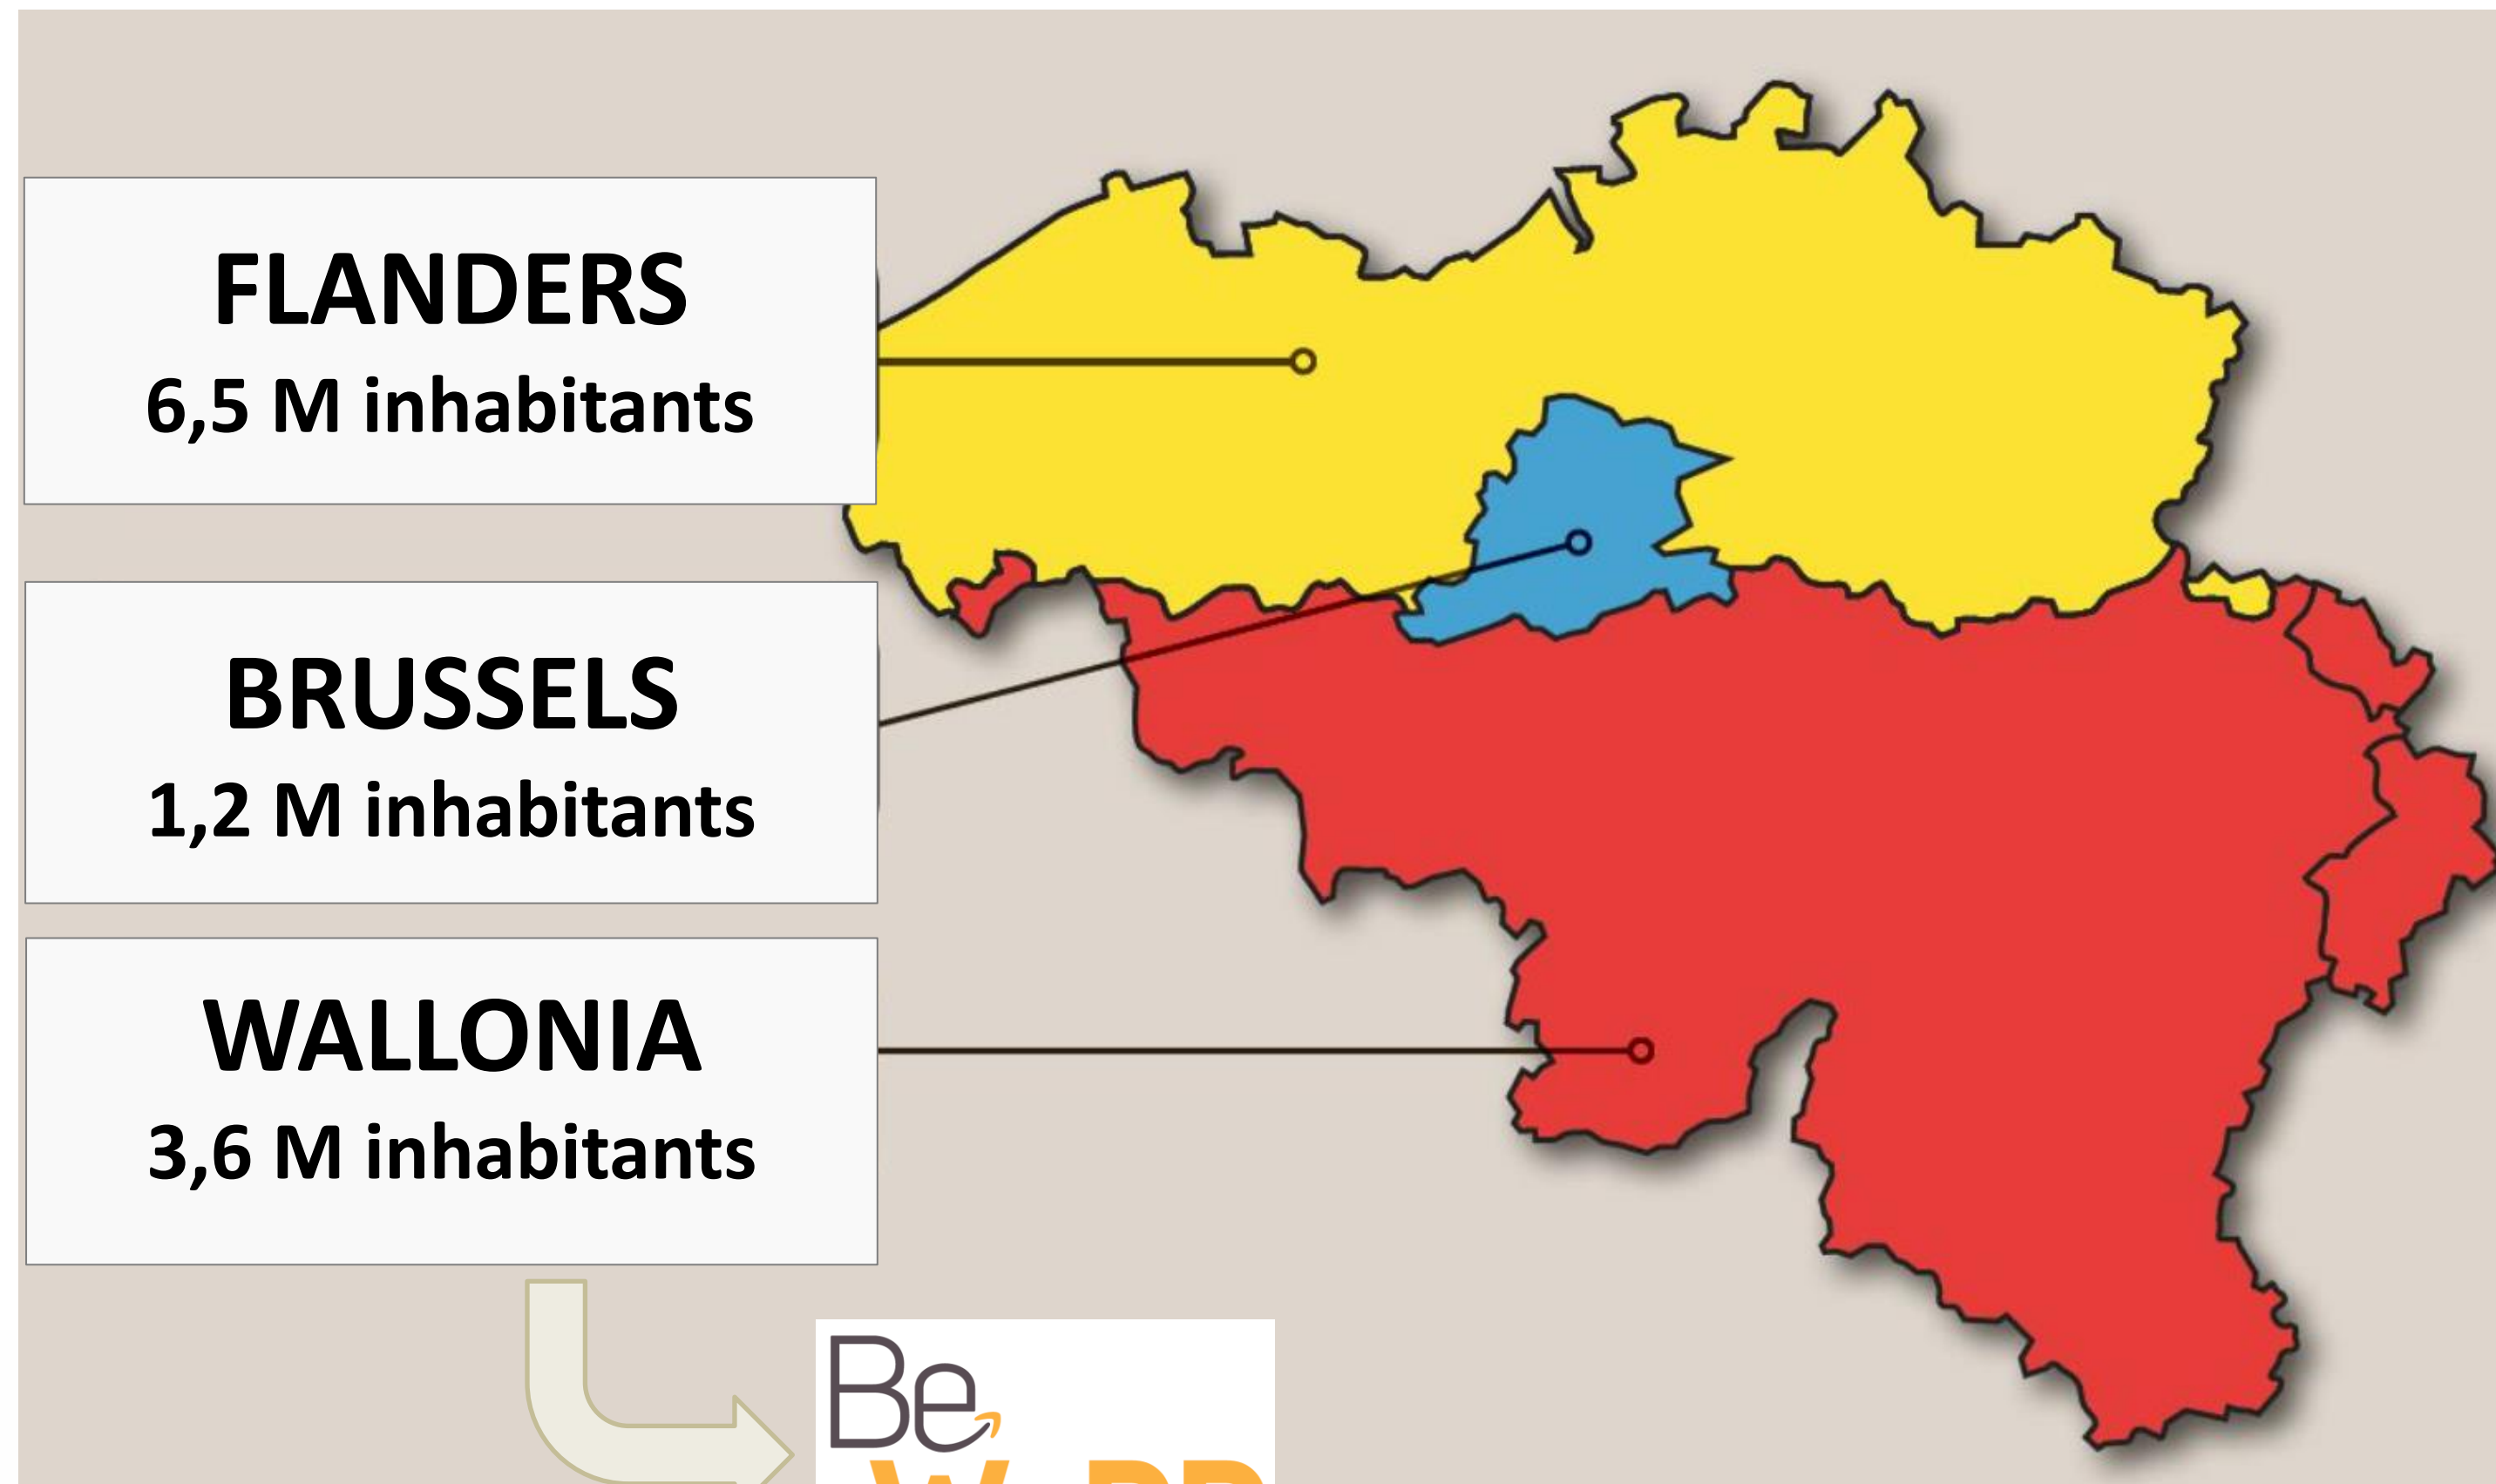 FLANDERS
6,5 M inhabitants
BRUSSELS
1,2 M inhabitants
WALLONIA
3,6 M inhabitants
Be